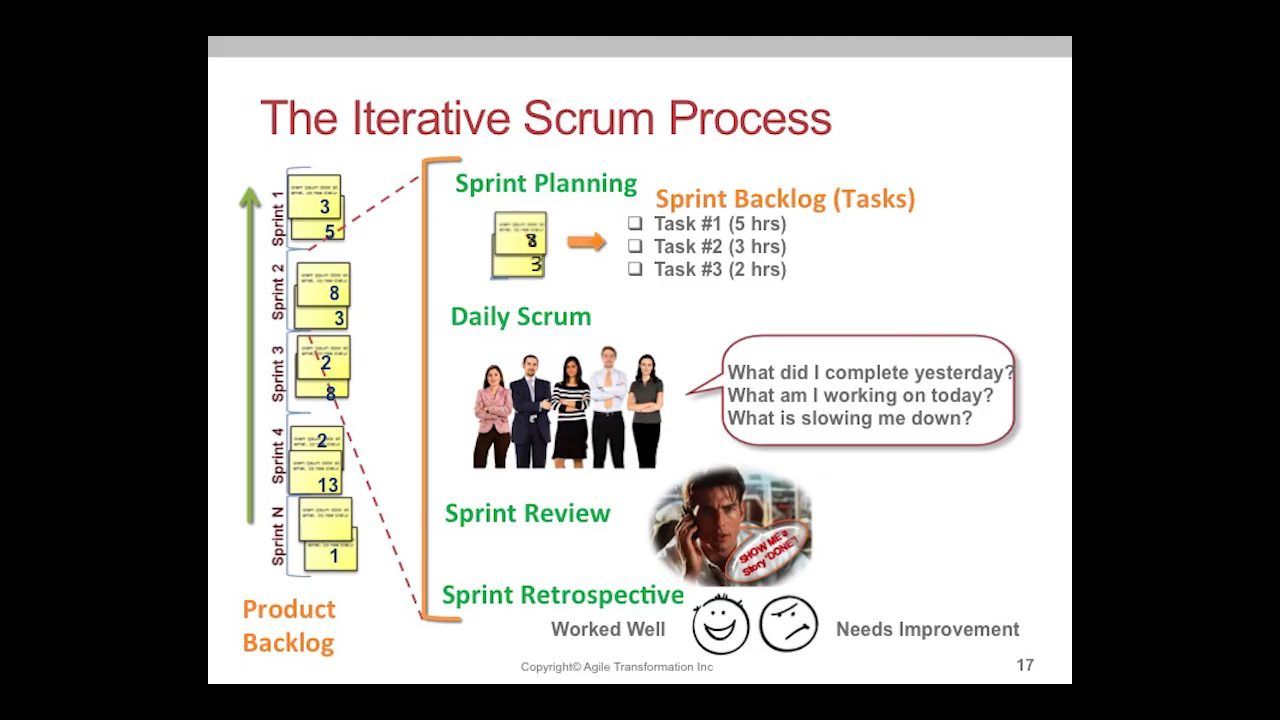 The Iterative Scrum Process
Sprint 1
3
5
Sprint 2
8
3
Sprint 3
2
8
Sprint 4
2
13
Sprint N
1
Product
Backlog
Sprint Planning
8
3
Sprint Backlog (Tasks)
Task #1 (5 hrs)
Task #2 (3 hrs)
Task #3 (2 hrs)
Daily Scrum
What did I complete yesterday?
What am I working on today?
What is slowing me down?
Sprint Review
SHOW ME'S
Story "DONE"!
Sprint Retrospective
Worked Well
Needs Improvement
Copyright© Agile Transformation Inc
17